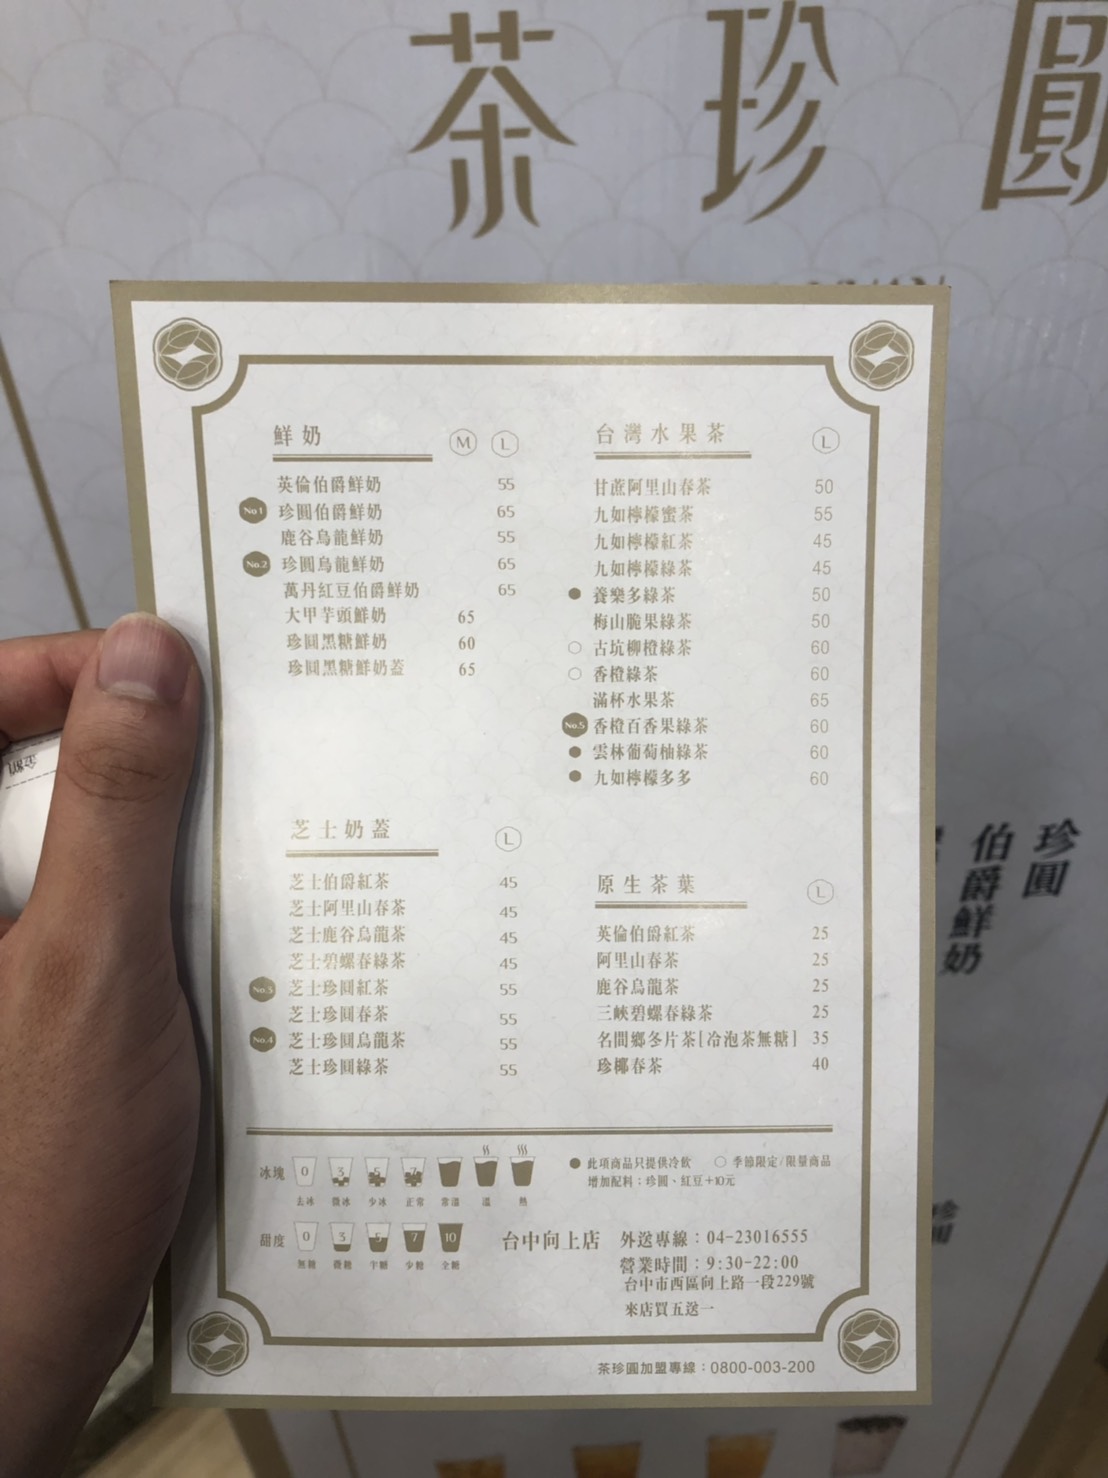 茶珍圓
鮮奶 M L
英倫伯爵鮮奶 55
No.1 珍圓伯爵鮮奶 65
鹿谷烏龍鮮奶 55
No.2 珍圓烏龍鮮奶 65
萬丹紅豆伯爵鮮奶 65
大甲芋頭鮮奶 65
珍圓黑糖鮮奶 60
珍圓黑糖鮮奶蓋 65
芝士奶蓋 L
芝士伯爵紅茶 45
芝士阿里山春茶 45
芝士鹿谷烏龍茶 45
芝士碧螺春綠茶 45
No.3 芝士珍圓紅茶 55
芝士珍圓春茶 55
No.4 芝士珍圓烏龍茶 55
芝士珍圓綠茶 55
台灣水果茶 L
甘蔗阿里山春茶 50
九如檸檬蜜茶 55
九如檸檬紅茶 45
九如檸檬綠茶 45
● 養樂多綠茶 50
梅山脆果綠茶 50
○ 古坑柳橙綠茶 60
○ 香橙綠茶 60
滿杯水果茶 65
No.5 香橙百香果綠茶 60
● 雲林葡萄柚綠茶 60
● 九如檸檬多多 60
原生茶葉 L
英倫伯爵紅茶 25
阿里山春茶 25
鹿谷烏龍茶 25
三峽碧螺春綠茶 25
名間鄉冬片茶[冷泡茶無糖] 35
珍椰春茶 40
冰塊 0 3 5 7
去冰 微冰 少冰 正常 常溫 溫 熱
甜度 0 3 5 7 10
無糖 微糖 半糖 少糖 全糖
● 此項商品只提供冷飲 ○ 季節限定/限量商品
增加配料：珍圓、紅豆+10元
台中向上店 外送專線：04-23016555
營業時間：9:30-22:00
台中市西區向上路一段229號
來店買五送一
茶珍圓加盟專線：0800-003-200
珍圓
伯爵鮮奶
珍圓